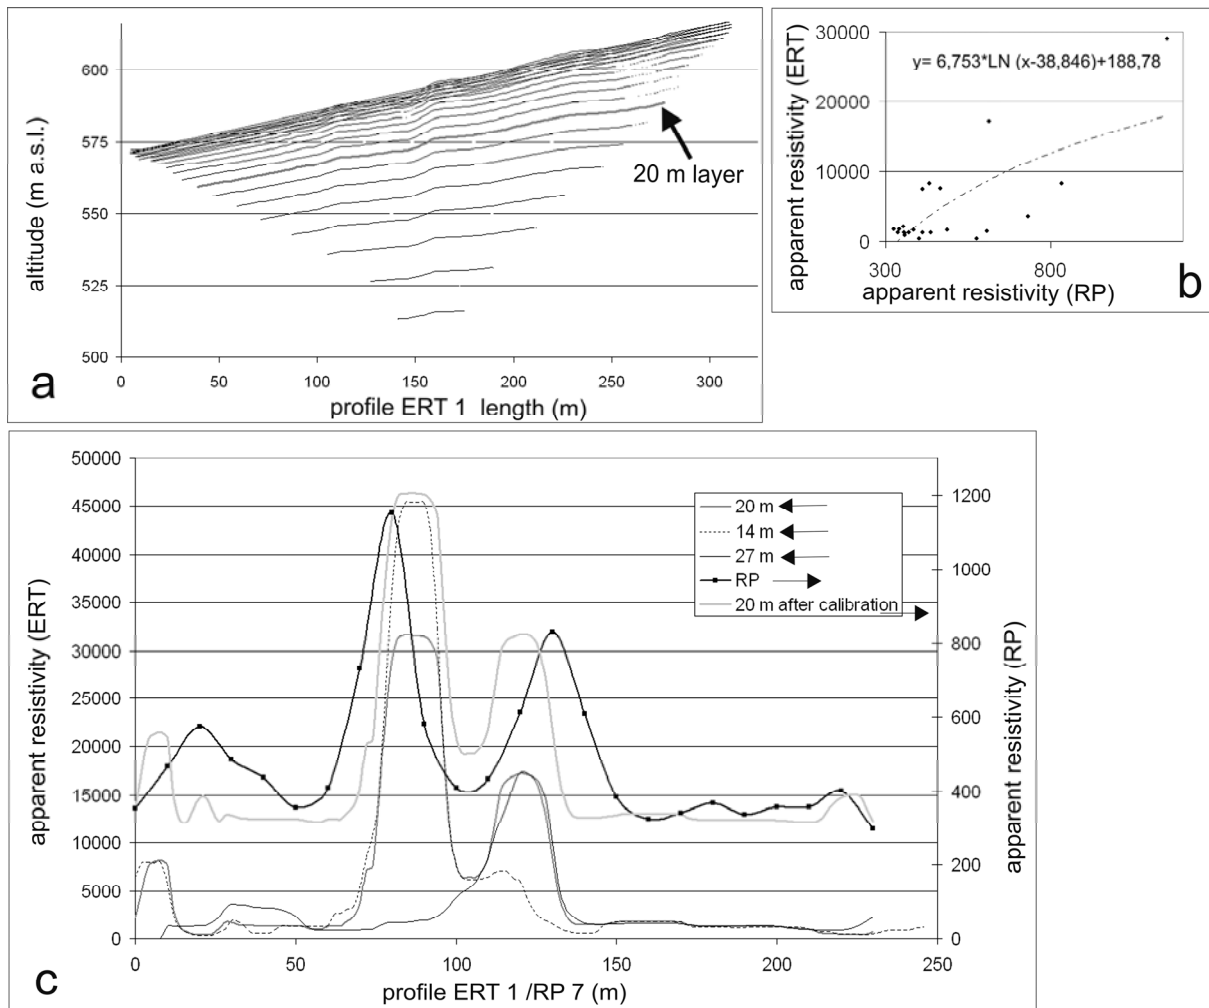 altitude (m a.s.l.)
600
575
550
525
500
20 m layer
0 50 100 150 200 250 300
profile ERT 1 length (m)
a
apparent resistivity (ERT)
30000
20000
10000
0
y= 6,753*LN (x-38,846)+188,78
300 800
apparent resistivity (RP)
b
apparent resistivity (ERT)
50000
45000
40000
35000
30000
25000
20000
15000
10000
5000
0
20 m
14 m
27 m
RP
20 m after calibration
1200
1000
800
600
400
200
0
apparent resistivity (RP)
0 50 100 150 200 250
profile ERT 1 /RP 7 (m)
c